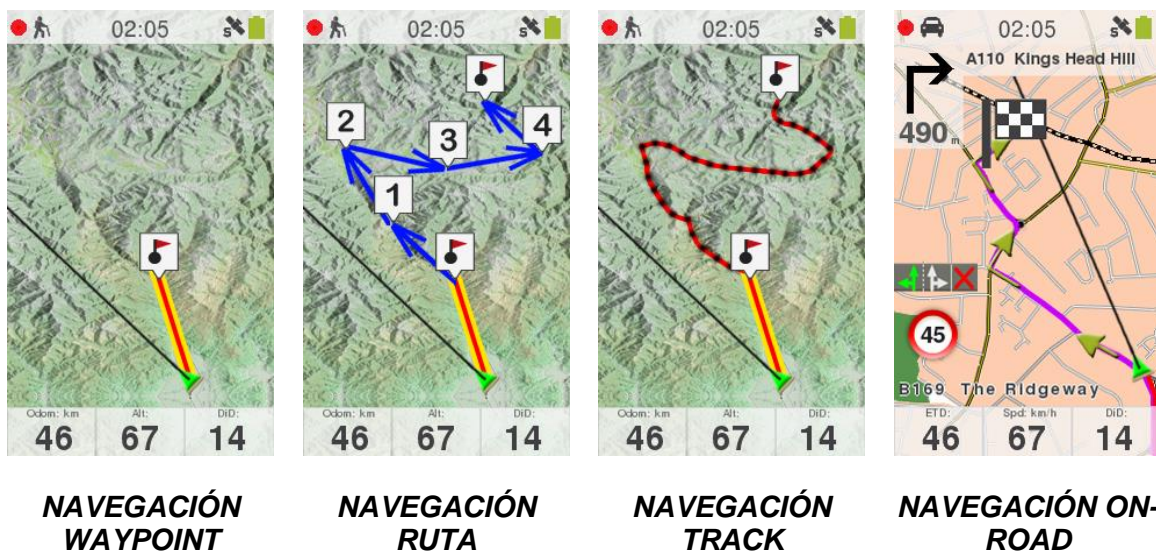 02:05
S
Odom: km
Alt:
DiD:
46
67
14
02:05
S
2
3
4
1
Odom: km
Alt:
DiD:
46
67
14
02:05
S
Odom: km
Alt:
DiD:
46
67
14
02:05
S
A110 Kings Head Hill
490 m
45
B169 The Ridgeway
ETD:
Spd: km/h
DiD:
46
67
14
NAVEGACIÓN
WAYPOINT
NAVEGACIÓN
RUTA
NAVEGACIÓN
TRACK
NAVEGACIÓN ON-
ROAD